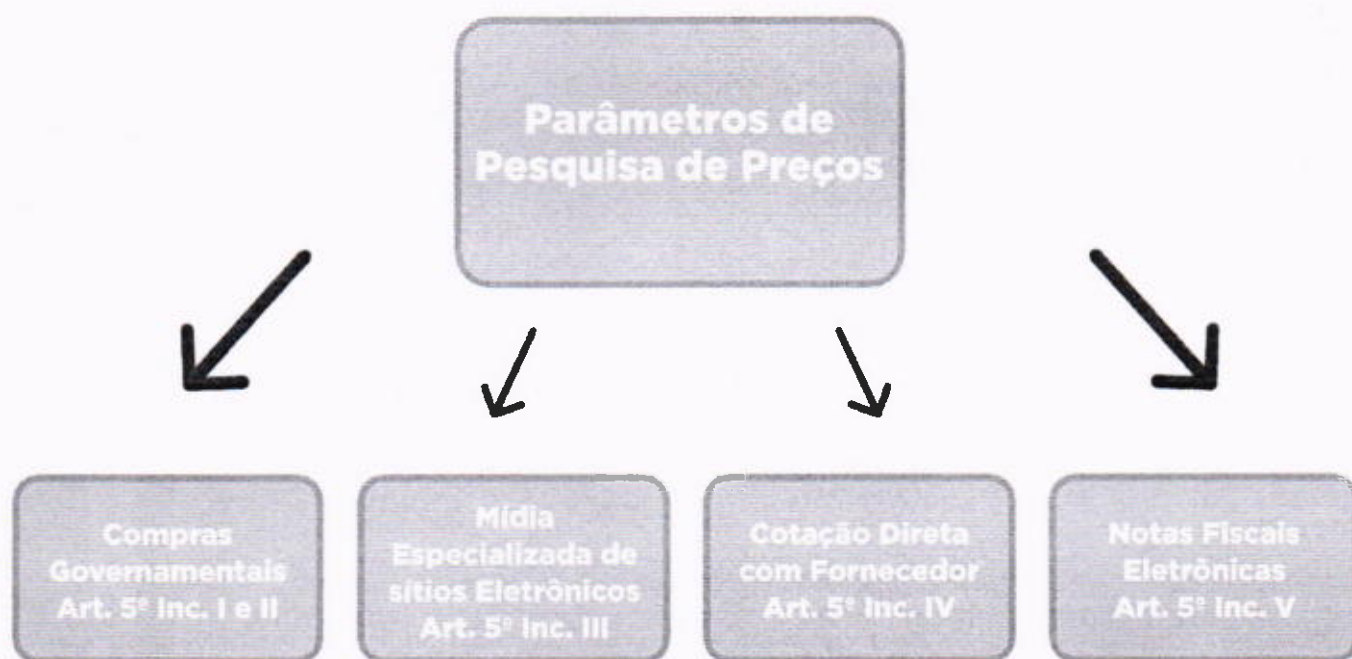 Parâmetros de
Pesquisa de Preços
Compras
Governamentais
Art. 5º Inc. I e II
Mídia
Especializada de
sítios Eletrônicos
Art. 5º Inc. III
Cotação Direta
com Fornecedor
Art. 5º Inc. IV
Notas Fiscais
Eletrônicas
Art. 5º Inc. V